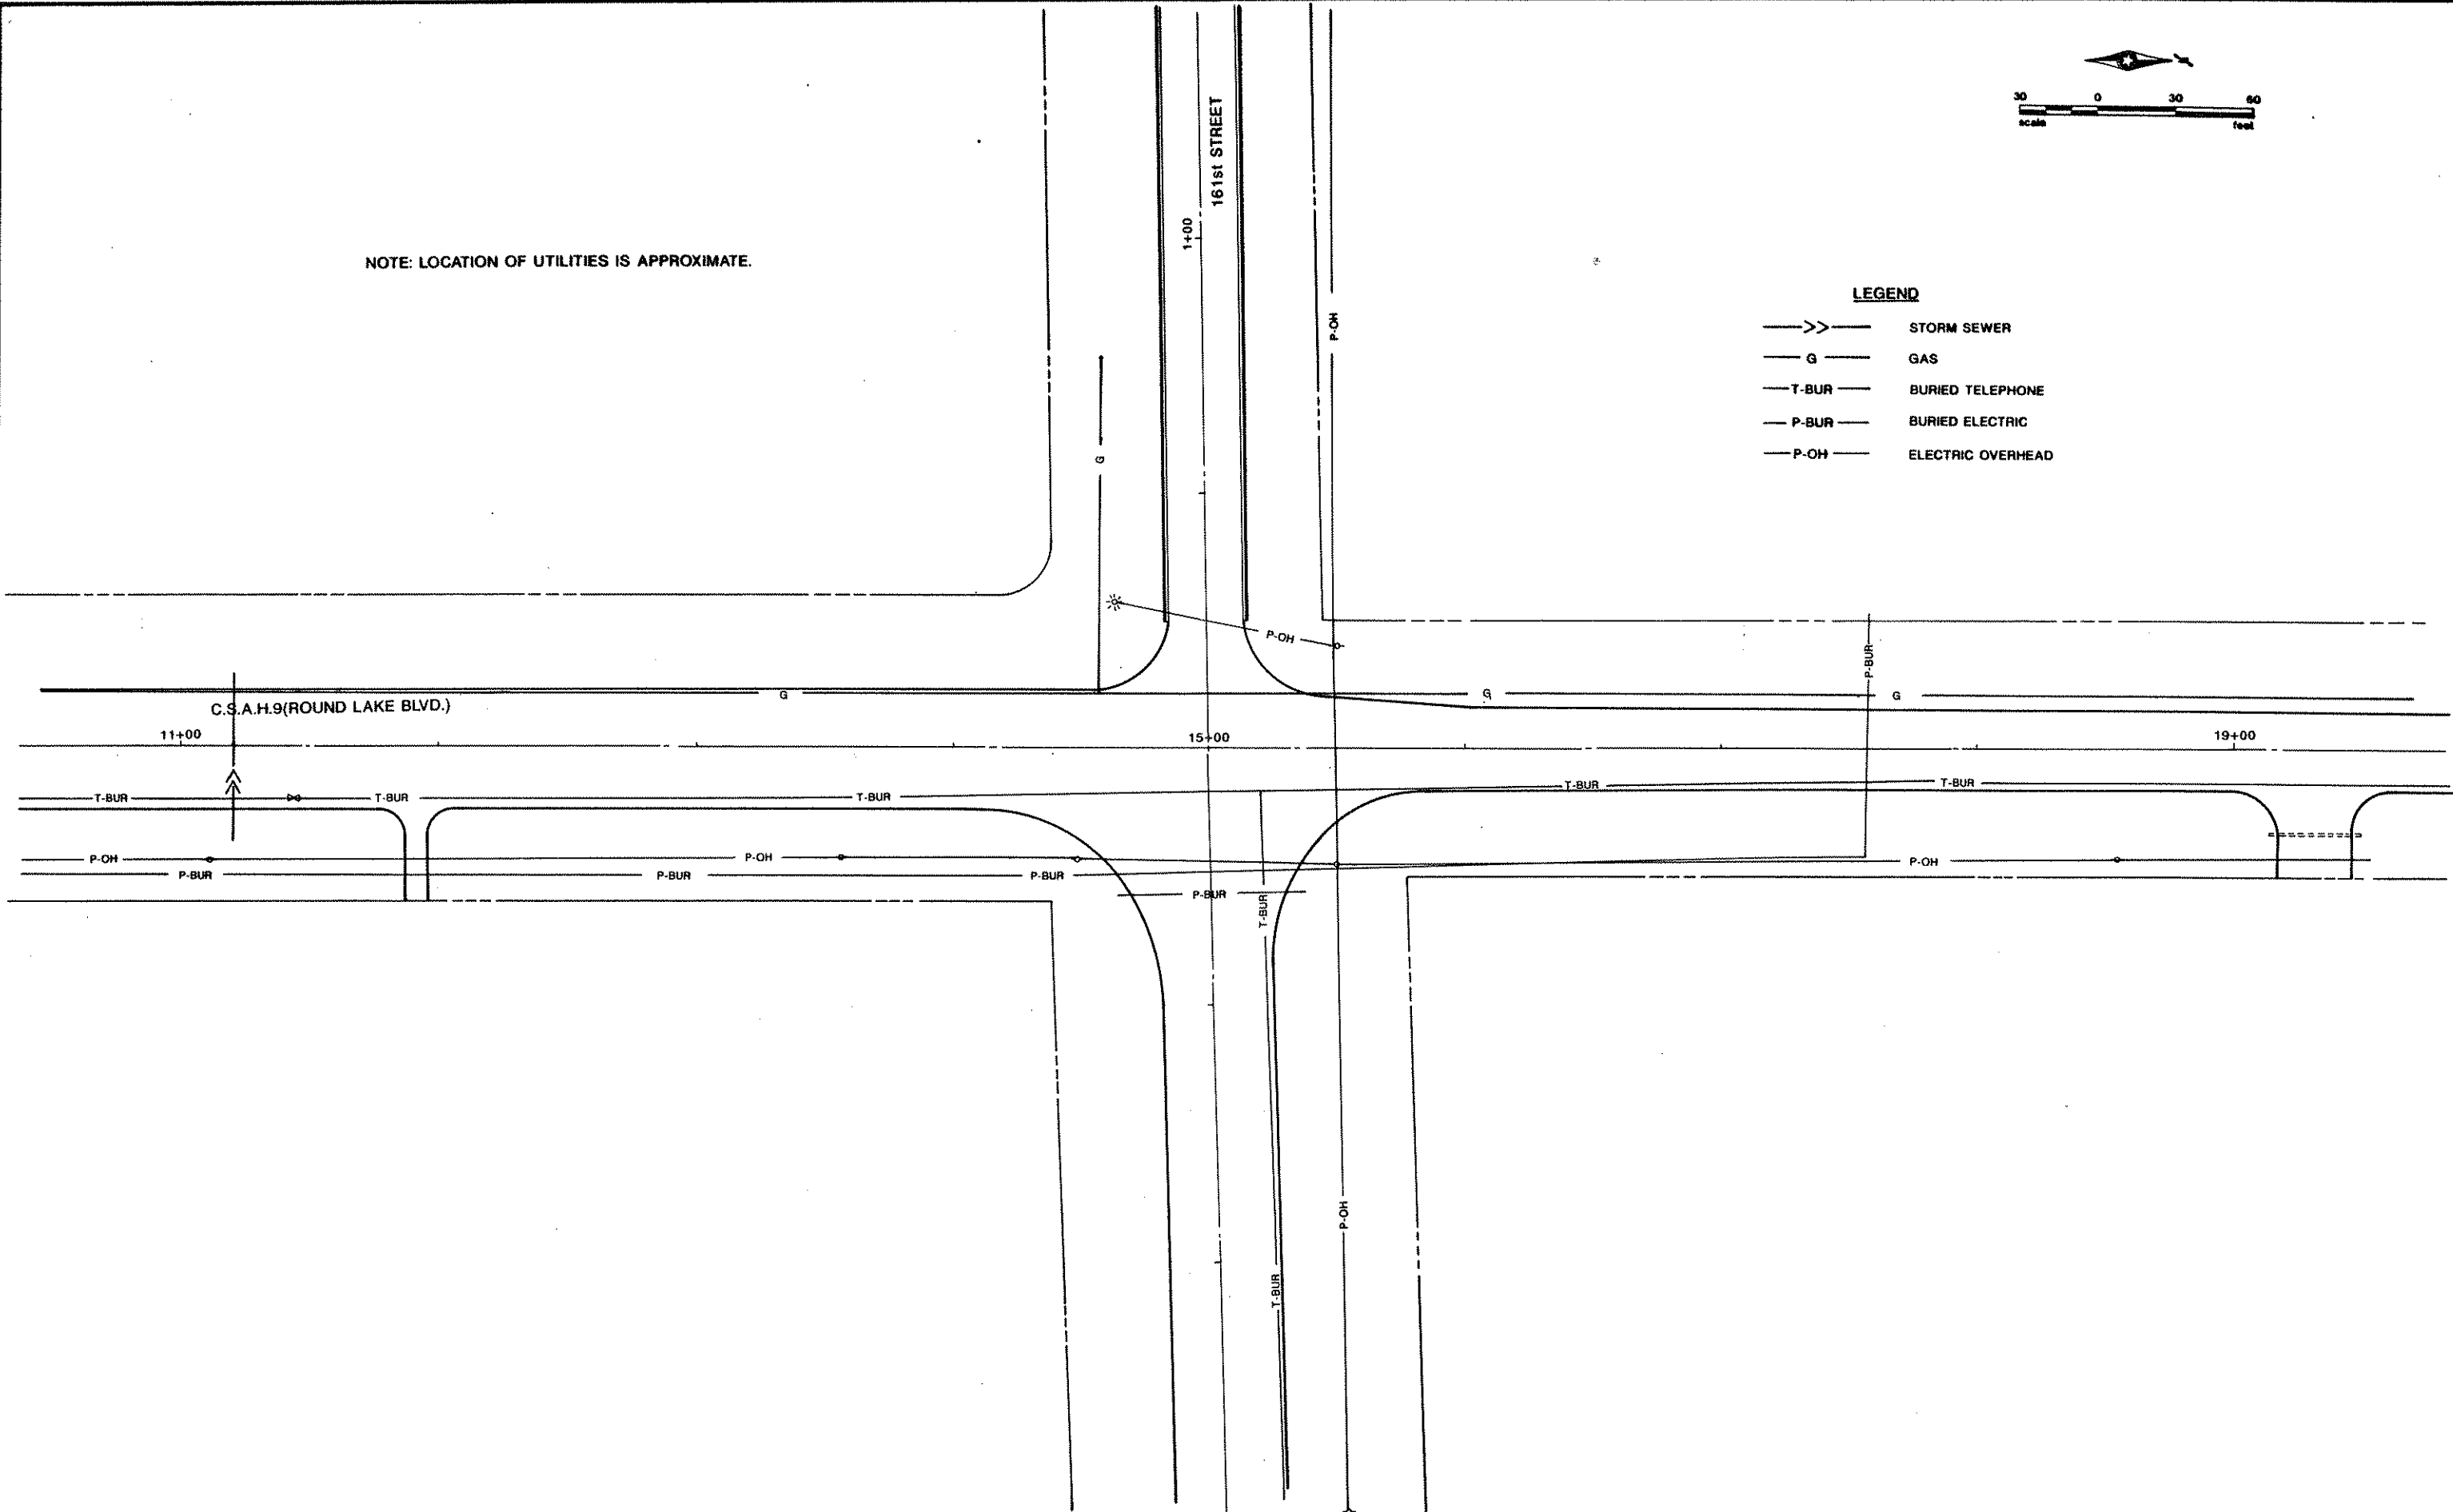 30 0 30 60
scale feet
161st STREET
1+00
NOTE: LOCATION OF UTILITIES IS APPROXIMATE.
P-OH
LEGEND
>> STORM SEWER
G GAS
T-BUR BURIED TELEPHONE
P-BUR BURIED ELECTRIC
P-OH ELECTRIC OVERHEAD
G
P-OH
P-BUR
G G G
C.S.A.H.9(ROUND LAKE BLVD.)
11+00 15+00 19+00
T-BUR T-BUR T-BUR T-BUR T-BUR
P-OH P-OH P-OH
P-BUR P-BUR P-BUR
P-BUR
T-BUR
P-OH
T-BUR